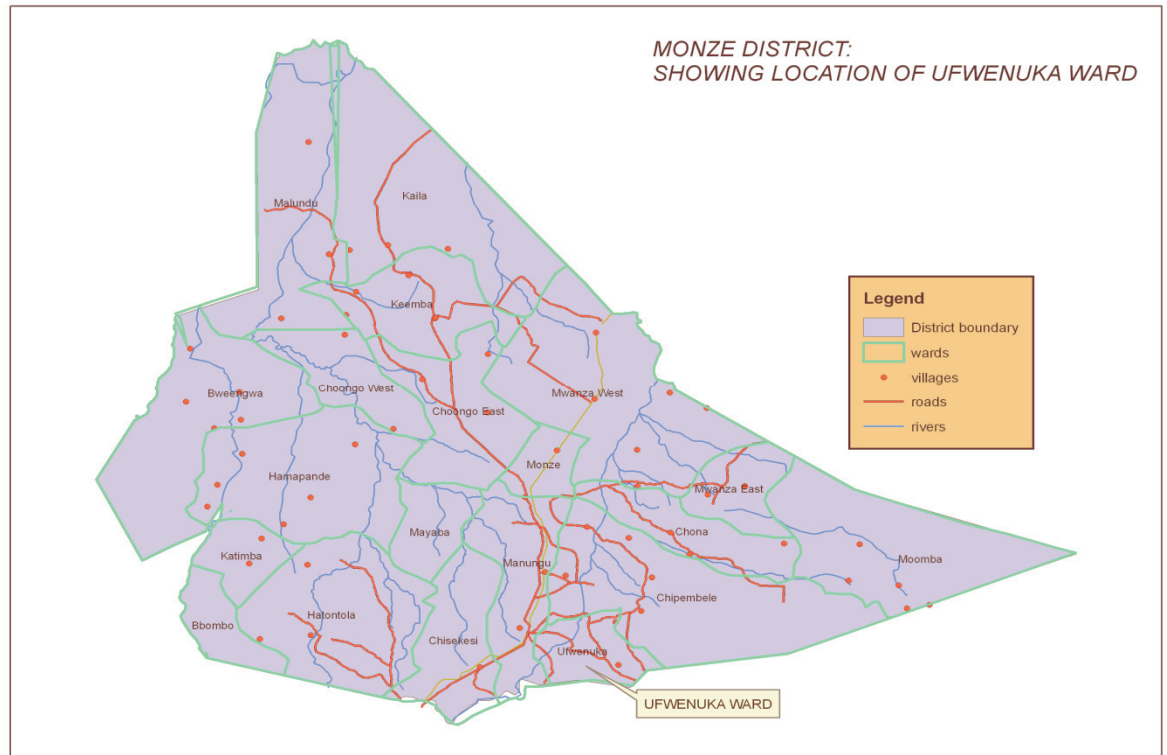 MONZE DISTRICT:
SHOWING LOCATION OF UFWENUKA WARD
Kaila
Malundu
Keemba
Legend
District boundary
wards
villages
roads
rivers
Bweengwa
Choongo West
Mwanza West
Choongo East
Monze
Hamapande
Mwanza East
Mayaba
Chona
Katimba
Manungu
Moomba
Chipembele
Bbombo
Hatontola
Chisekesi
Ufwenuka
UFWENUKA WARD